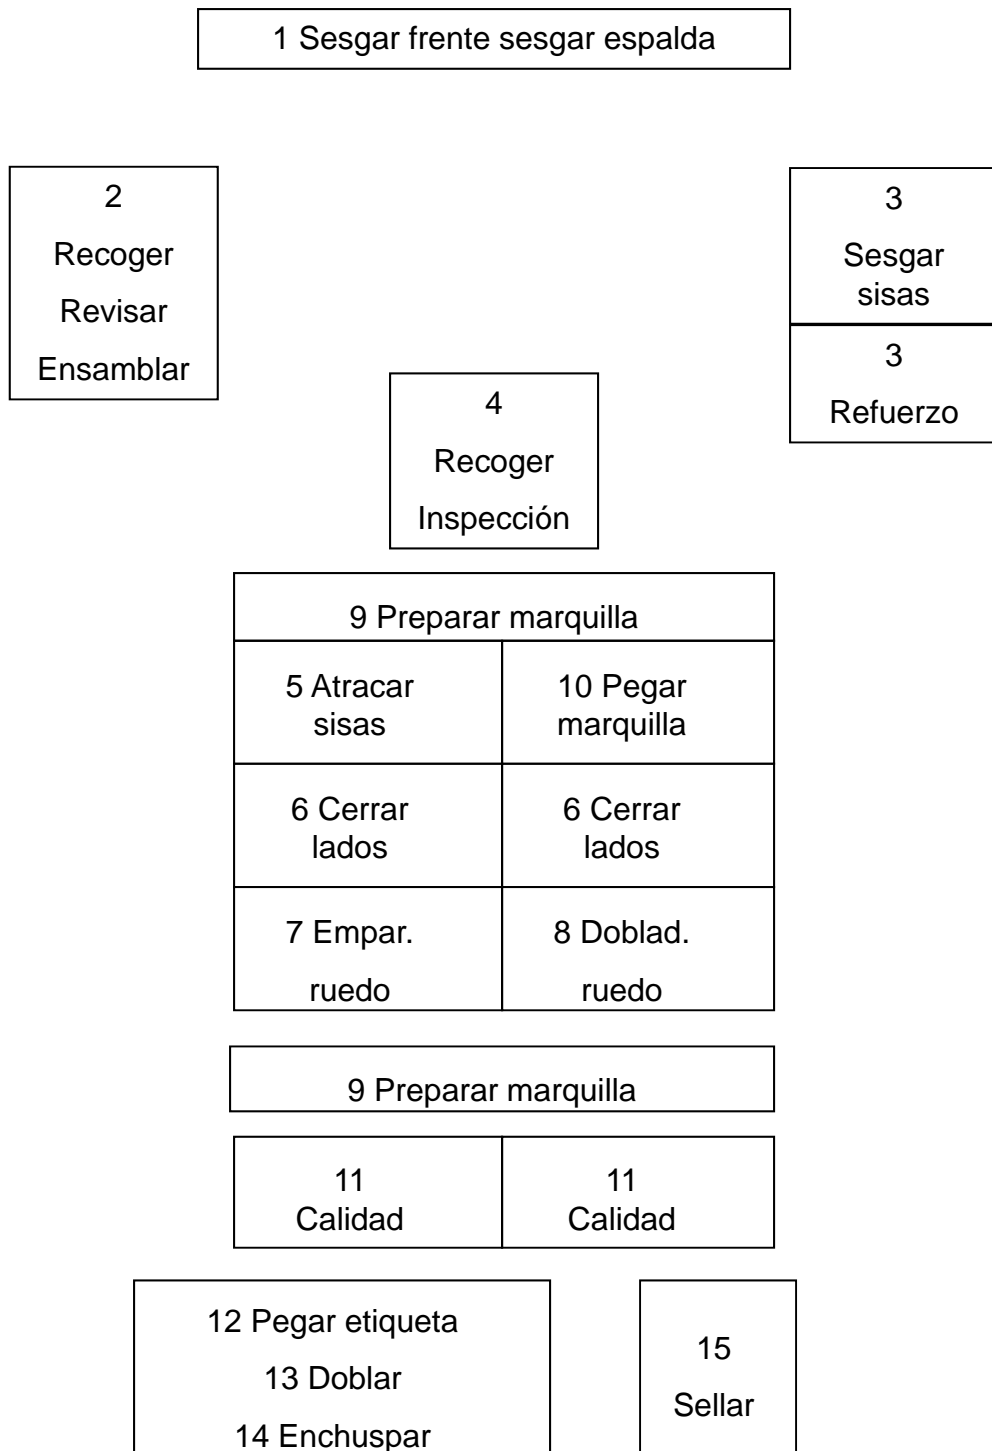 1 Sesgar frente sesgar espalda
2
Recoger
Revisar
Ensamblar
3
Sesgar
sisas
3
Refuerzo
4
Recoger
Inspección
9 Preparar marquilla
5 Atracar
sisas
10 Pegar
marquilla
6 Cerrar
lados
6 Cerrar
lados
7 Empar.
ruedo
8 Doblad.
ruedo
9 Preparar marquilla
11
Calidad
11
Calidad
12 Pegar etiqueta
13 Doblar
14 Enchuspar
15
Sellar